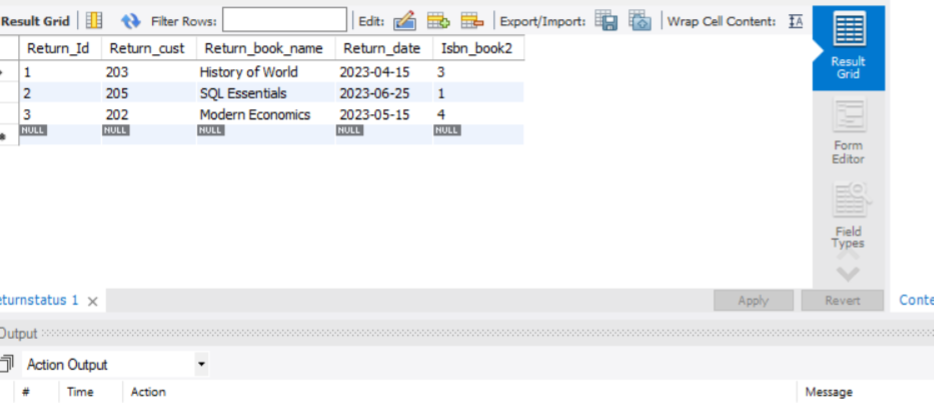 Result Grid Filter Rows: Edit: Export/Import: Wrap Cell Content: IA
Return_Id Return_cust Return_book_name Return_date Isbn_book2
1 203 History of World 2023-04-15 3
2 205 SQL Essentials 2023-06-25 1
3 202 Modern Economics 2023-05-15 4
NULL NULL NULL NULL NULL
Result
Grid
Form
Editor
Field
Types
eturnstatus 1 × Apply Revert Conte
Output
Action Output
# Time Action Message